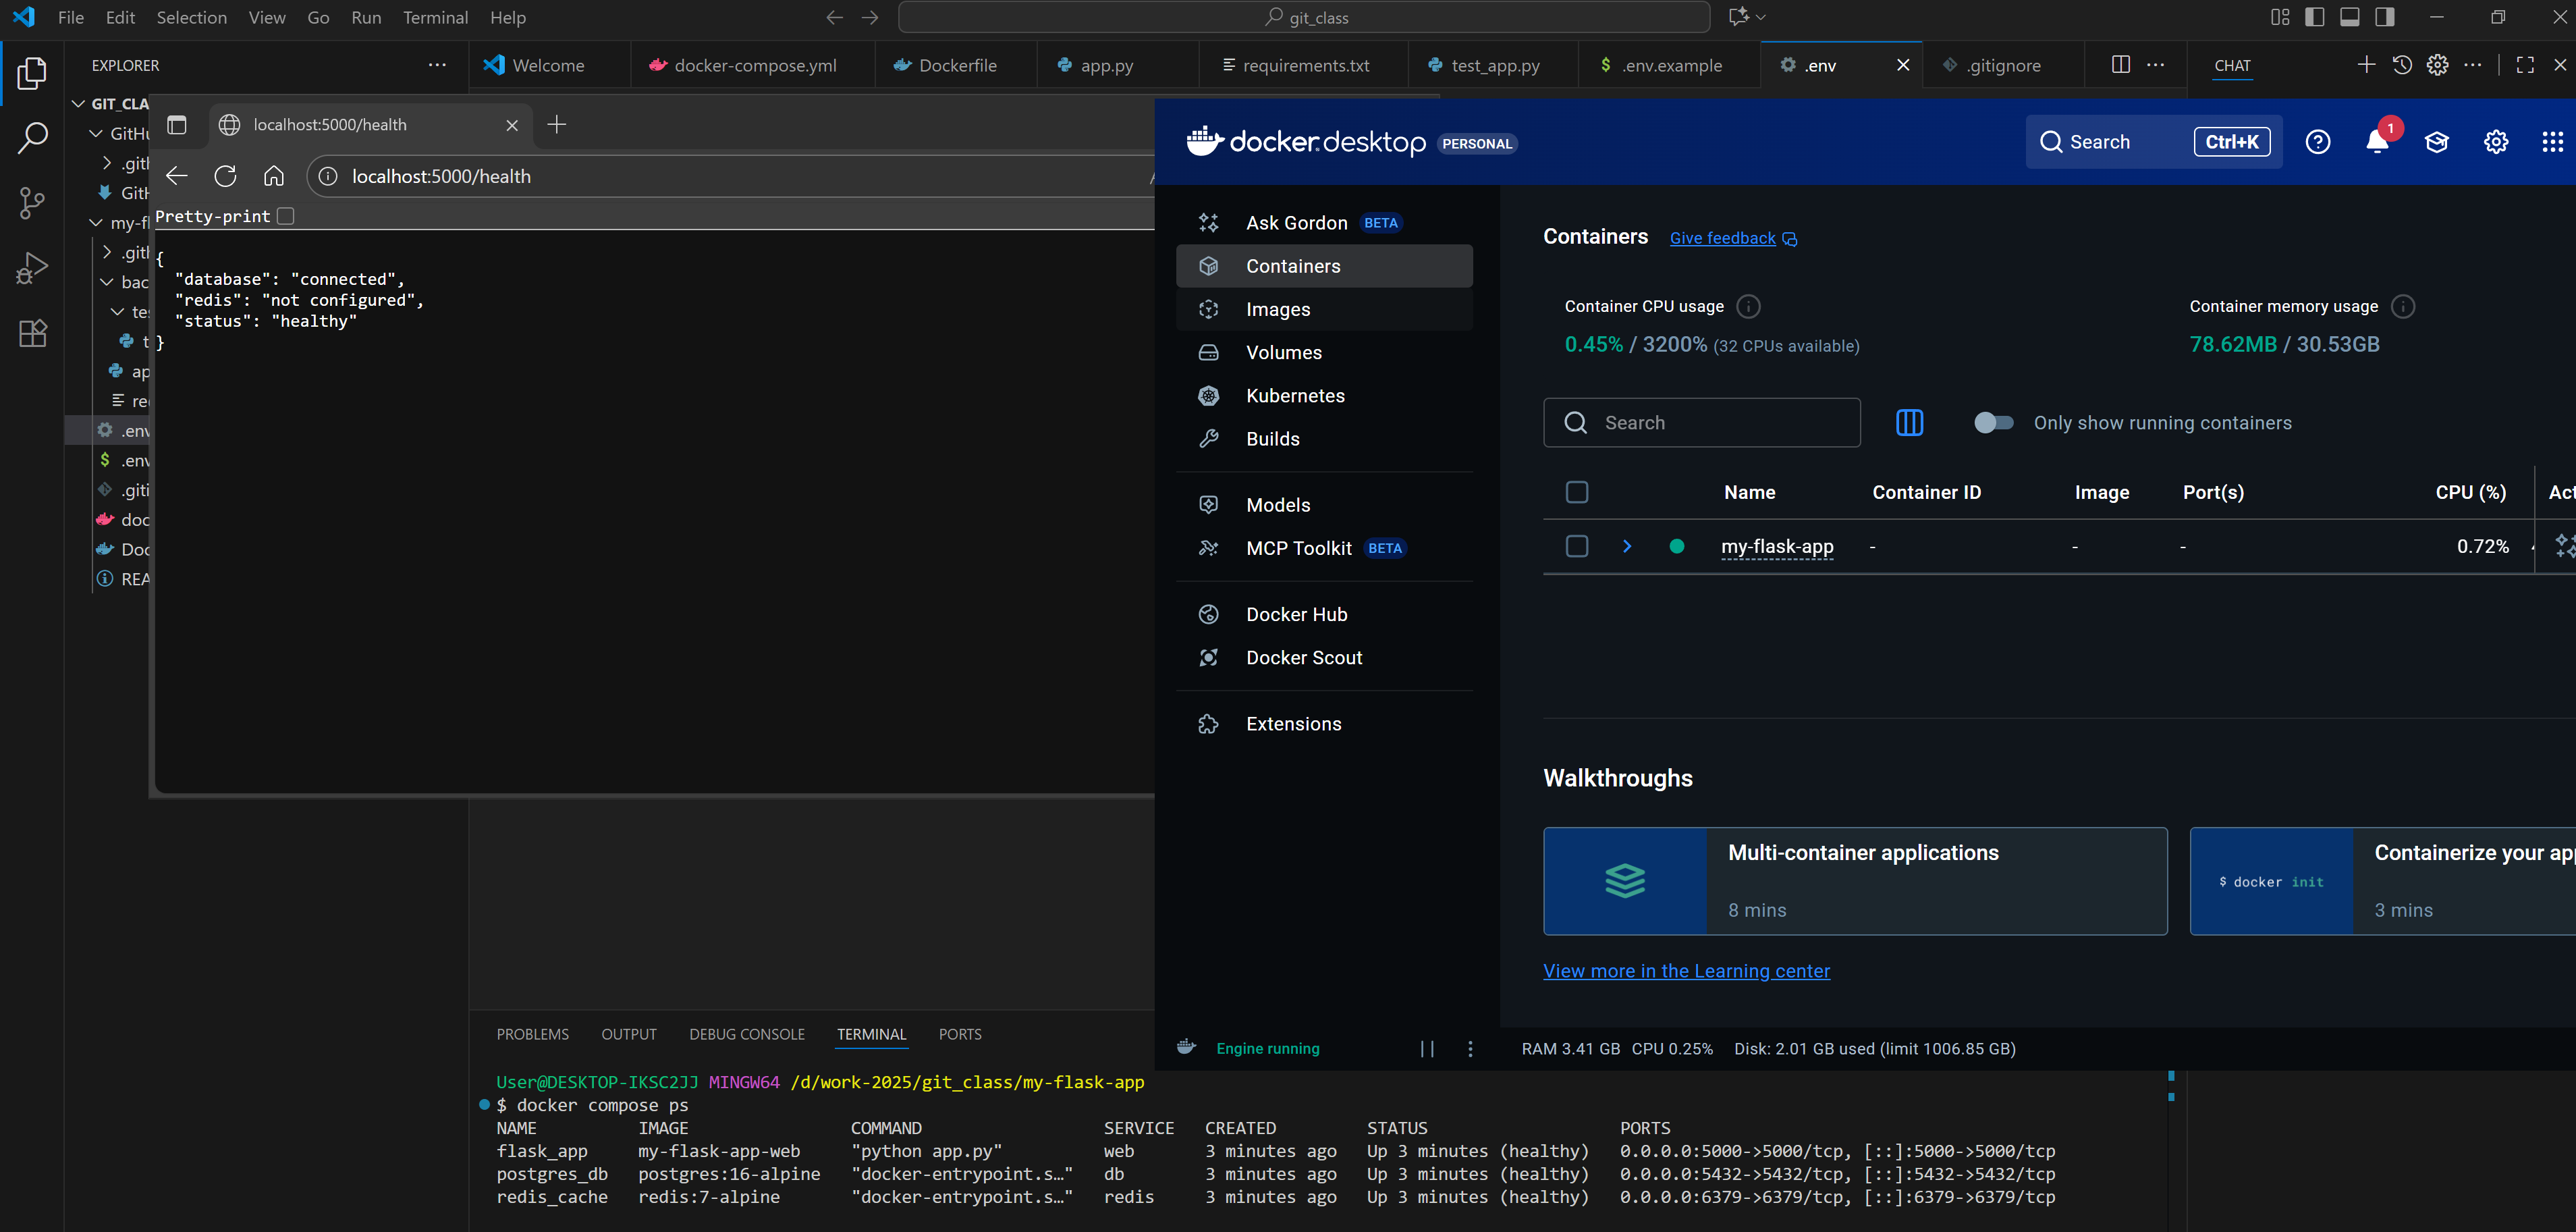 File Edit Selection View Go Run Terminal Help
git_class
EXPLORER
Welcome docker-compose.yml Dockerfile app.py requirements.txt test_app.py $ .env.example .env .gitignore
CHAT
GIT_CLA
GitHu
.gith
GitH
my-fl
.gith
bac
tes
t
ap
re
.env
$ .env
.giti
doc
Doc
REA
localhost:5000/health
localhost:5000/health
Pretty-print
{
"database": "connected",
"redis": "not configured",
"status": "healthy"
}
docker.desktop PERSONAL
Search Ctrl+K
1
Ask Gordon BETA
Containers
Images
Volumes
Kubernetes
Builds
Models
MCP Toolkit BETA
Docker Hub
Docker Scout
Extensions
Containers Give feedback
Container CPU usage
0.45% / 3200% (32 CPUs available)
Container memory usage
78.62MB / 30.53GB
Search
Only show running containers
Name Container ID Image Port(s) CPU (%) Act
my-flask-app - - - 0.72%
Walkthroughs
Multi-container applications
8 mins
$ docker init
Containerize your app
3 mins
View more in the Learning center
Engine running
RAM 3.41 GB CPU 0.25% Disk: 2.01 GB used (limit 1006.85 GB)
PROBLEMS OUTPUT DEBUG CONSOLE TERMINAL PORTS
User@DESKTOP-IKSC2JJ MINGW64 /d/work-2025/git_class/my-flask-app
$ docker compose ps
NAME IMAGE COMMAND SERVICE CREATED STATUS PORTS
flask_app my-flask-app-web "python app.py" web 3 minutes ago Up 3 minutes (healthy) 0.0.0.0:5000->5000/tcp, [::]:5000->5000/tcp
postgres_db postgres:16-alpine "docker-entrypoint.s…" db 3 minutes ago Up 3 minutes (healthy) 0.0.0.0:5432->5432/tcp, [::]:5432->5432/tcp
redis_cache redis:7-alpine "docker-entrypoint.s…" redis 3 minutes ago Up 3 minutes (healthy) 0.0.0.0:6379->6379/tcp, [::]:6379->6379/tcp